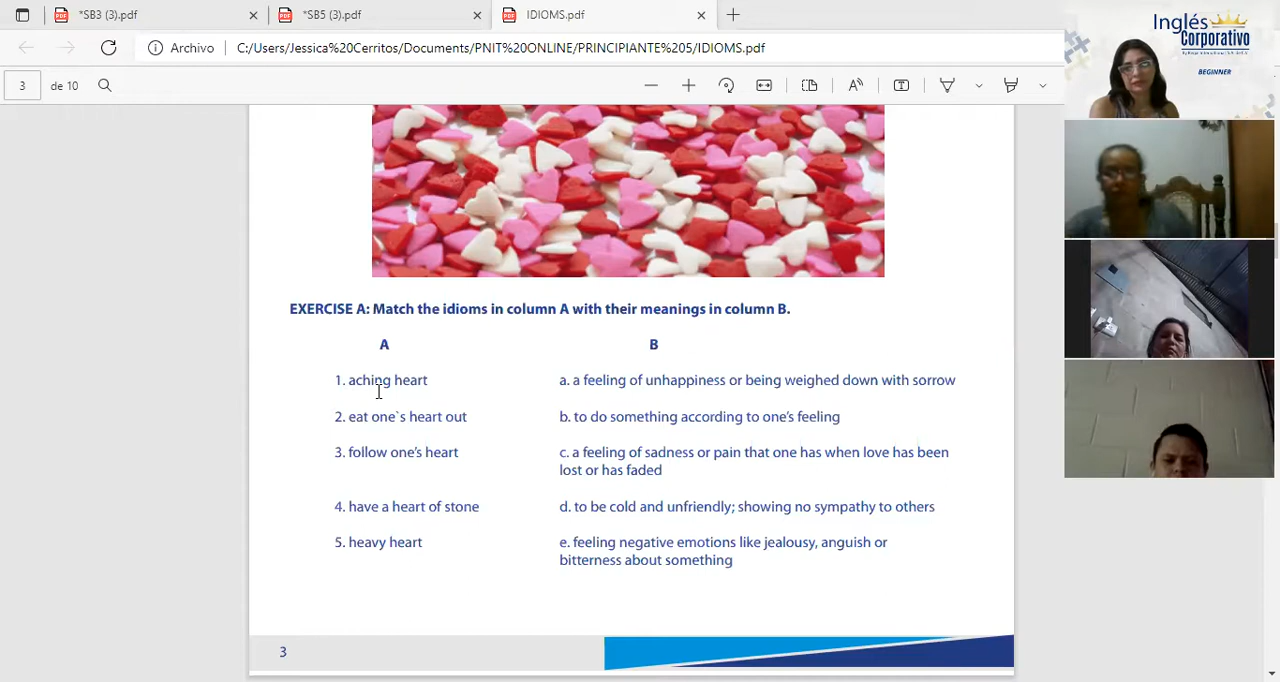 *SB3 (3).pdf
*SB5 (3).pdf
IDIOMS.pdf
Archivo
C:/Users/Jessica%20Cerritos/Documents/PNIT%20ONLINE/PRINCIPIANTE%205/IDIOMS.pdf
3 de 10
Inglés
Corporativo
BEGINNER
EXERCISE A: Match the idioms in column A with their meanings in column B.
A B
1. aching heart a. a feeling of unhappiness or being weighed down with sorrow
2. eat one`s heart out b. to do something according to one's feeling
3. follow one's heart c. a feeling of sadness or pain that one has when love has been
lost or has faded
4. have a heart of stone d. to be cold and unfriendly; showing no sympathy to others
5. heavy heart e. feeling negative emotions like jealousy, anguish or
bitterness about something
3